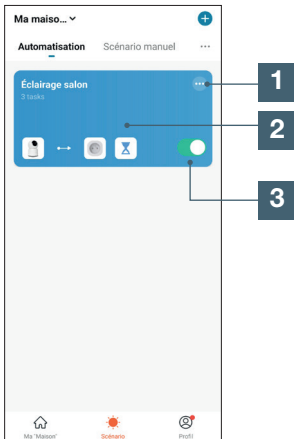 Ma maiso...
Automatisation Scénario manuel ...
Éclairage salon
3 tasks
1
2
3
Ma 'Maison' Scénario Profil